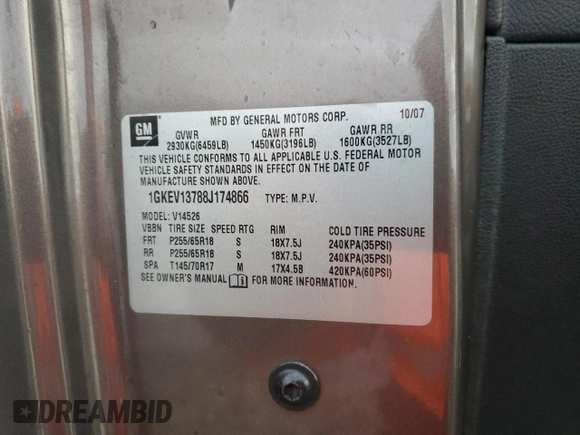 MFD BY GENERAL MOTORS CORP. 10/07
GM
GVWR GAWR FRT GAWR RR
2930KG(6459LB) 1450KG(3196LB) 1600KG(3527LB)
THIS VEHICLE CONFORMS TO ALL APPLICABLE U.S. FEDERAL MOTOR
VEHICLE SAFETY STANDARDS IN EFFECT ON THE DATE OF
MANUFACTURE SHOWN ABOVE.
1GKEV13788J174866 TYPE: M.P.V.
MODEL: V14526
VBBN TIRE SIZE SPEED RTG RIM COLD TIRE PRESSURE
FRT P255/65R18 S 18X7.5J 240KPA(35PSI)
RR P255/65R18 S 18X7.5J 240KPA(35PSI)
SPA T145/70R17 M 17X4.5B 420KPA(60PSI)
SEE OWNER'S MANUAL FOR MORE INFORMATION.
DREAMBID